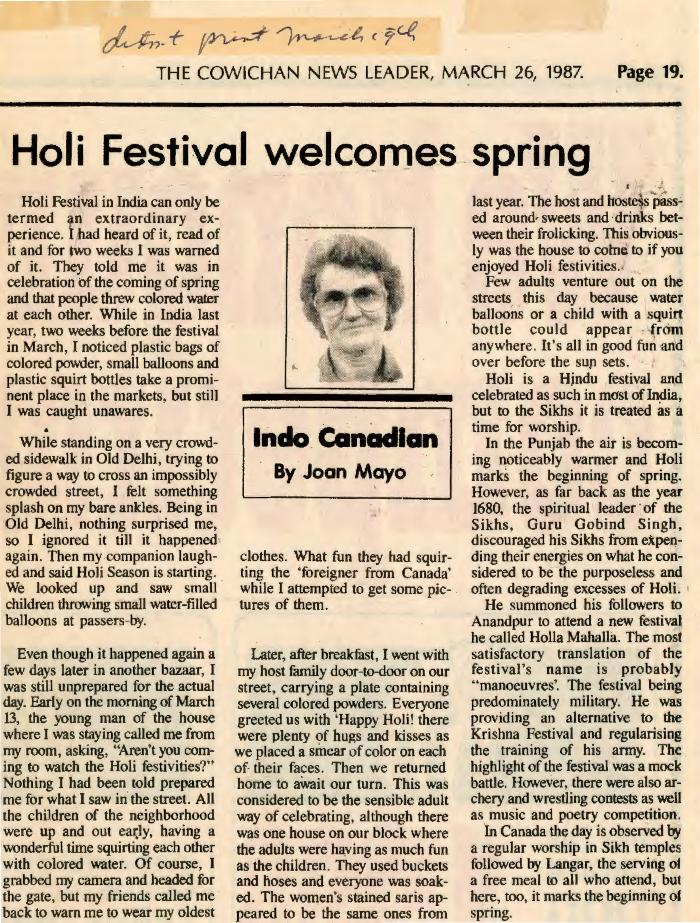 print March
THE COWICHAN NEWS LEADER, MARCH 26, 1987. Page 19.
Holi Festival welcomes spring
Holi Festival in India can only be
termed an extraordinary ex-
perience. I had heard of it, read of
it and for two weeks I was warned
of it. They told me it was in
celebration of the coming of spring
and that people threw colored water
at each other. While in India last
year, two weeks before the festival
in March, I noticed plastic bags of
colored powder, small balloons and
plastic squirt bottles take a promi-
nent place in the markets, but still
I was caught unawares.
While standing on a very crowd-
ed sidewalk in Old Delhi, trying to
figure a way to cross an impossibly
crowded street, I felt something
splash on my bare ankles. Being in
Old Delhi, nothing surprised me,
so I ignored it till it happened
again. Then my companion laugh-
ed and said Holi Season is starting.
We looked up and saw small
children throwing small water-filled
balloons at passers-by.
Even though it happened again a
few days later in another bazaar, I
was still unprepared for the actual
day. Early on the morning of March
13, the young man of the house
where I was staying called me from
my room, asking, "Aren't you com-
ing to watch the Holi festivities?"
Nothing I had been told prepared
me for what I saw in the street. All
the children of the neighborhood
were up and out early, having a
wonderful time squirting each other
with colored water. Of course, I
grabbed my camera and headed for
the gate, but my friends called me
back to warn me to wear my oldest
Indo Canadian
By Joan Mayo
clothes. What fun they had squir-
ting the 'foreigner from Canada'
while I attempted to get some pic-
tures of them.
Later, after breakfast, I went with
my host family door-to-door on our
street, carrying a plate containing
several colored powders. Everyone
greeted us with 'Happy Holi! there
were plenty of hugs and kisses as
we placed a smear of color on each
of their faces. Then we returned
home to await our turn. This was
considered to be the sensible adult
way of celebrating, although there
was one house on our block where
the adults were having as much fun
as the children. They used buckets
and hoses and everyone was soak-
ed. The women's stained saris ap-
peared to be the same ones from
last year. The host and hostess pass-
ed around sweets and drinks bet-
ween their frolicking. This obvious-
ly was the house to come to if you
enjoyed Holi festivities.
Few adults venture out on the
streets this day because water
balloons or a child with a squirt
bottle could appear from
anywhere. It's all in good fun and
over before the sun sets.
Holi is a Hindu festival and
celebrated as such in most of India,
but to the Sikhs it is treated as a
time for worship.
In the Punjab the air is becom-
ing noticeably warmer and Holi
marks the beginning of spring.
However, as far back as the year
1680, the spiritual leader of the
Sikhs, Guru Gobind Singh,
discouraged his Sikhs from expen-
ding their energies on what he con-
sidered to be the purposeless and
often degrading excesses of Holi.
He summoned his followers to
Anandpur to attend a new festival
he called Holla Mahalla. The most
satisfactory translation of the
festival's name is probably
"manoeuvres'. The festival being
predominately military. He was
providing an alternative to the
Krishna Festival and regularising
the training of his army. The
highlight of the festival was a mock
battle. However, there were also ar-
chery and wrestling contests as well
as music and poetry competition.
In Canada the day is observed by
a regular worship in Sikh temples
followed by Langar, the serving of
a free meal to all who attend, but
here, too, it marks the beginning of
spring.